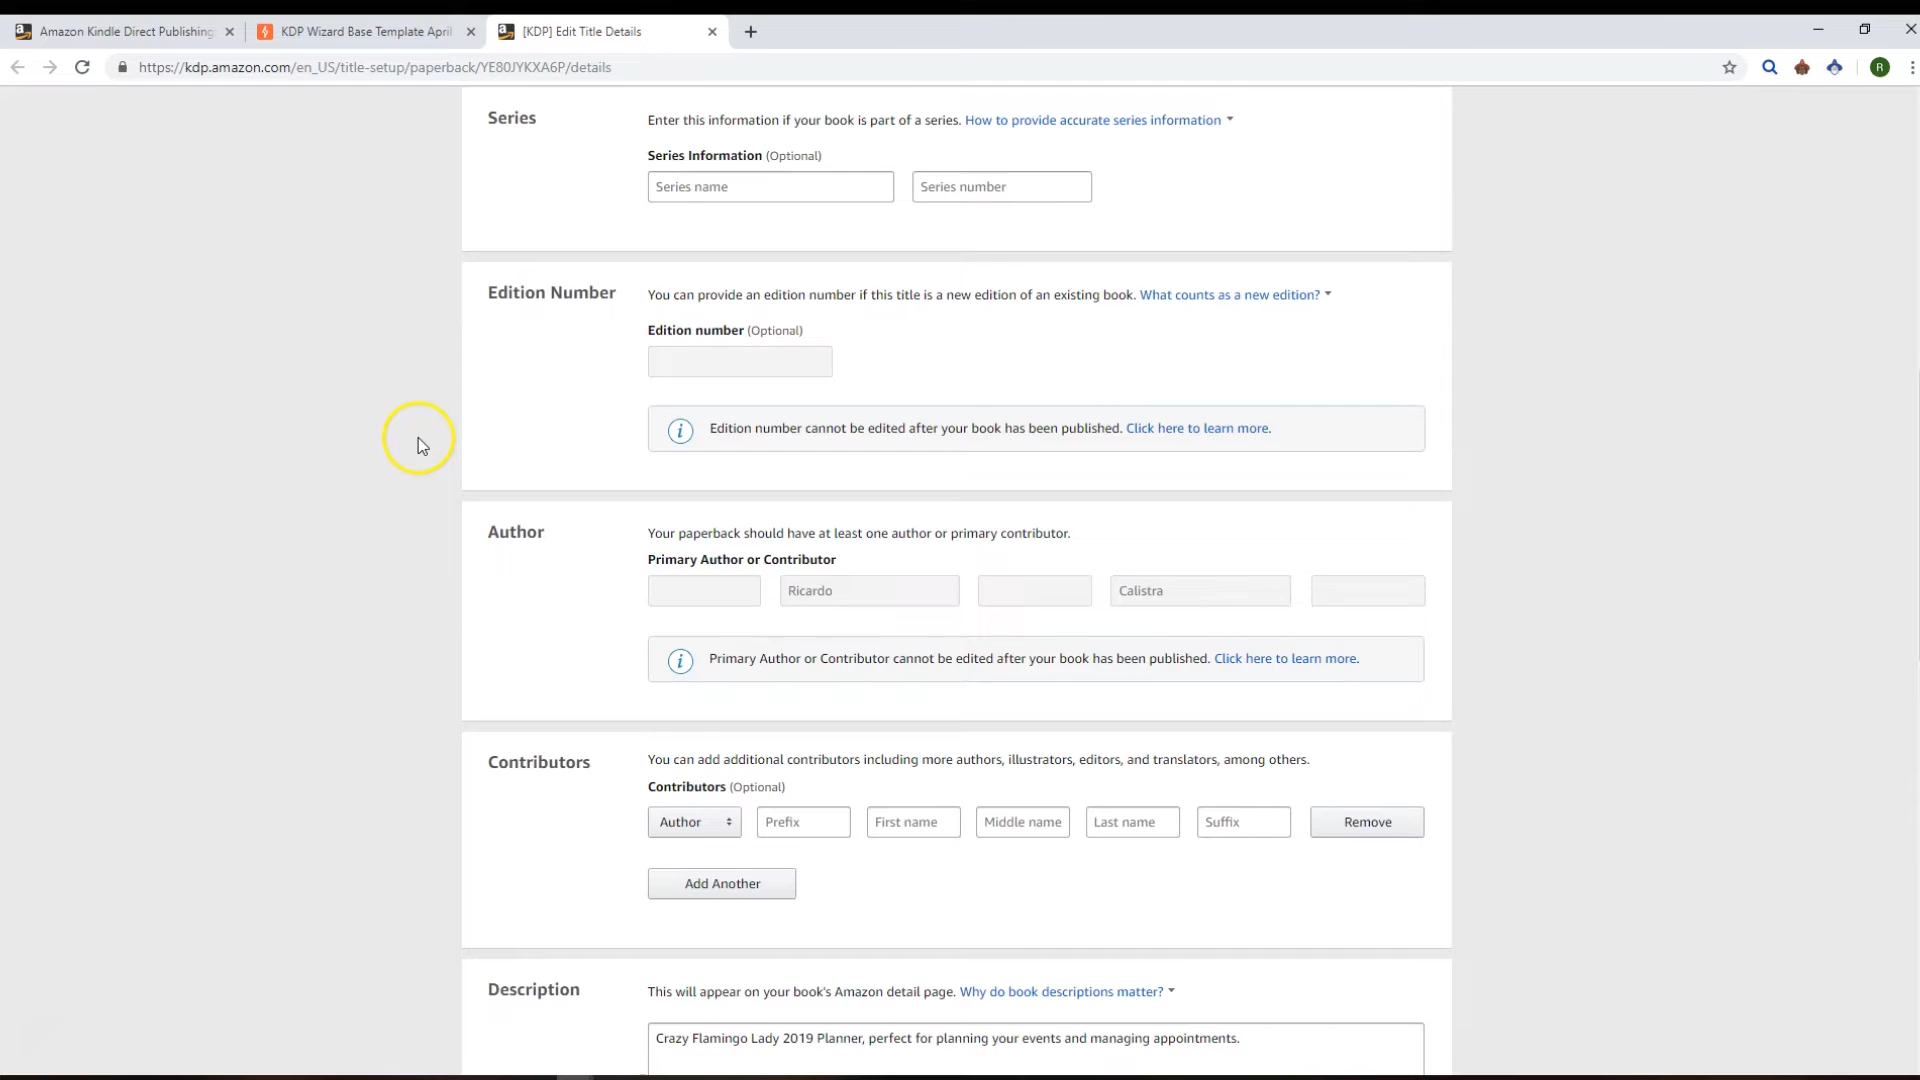 Amazon Kindle Direct Publishing
KDP Wizard Base Template April
[KDP] Edit Title Details
https://kdp.amazon.com/en_US/title-setup/paperback/YE80JYKXA6P/details
R
Series
Enter this information if your book is part of a series. How to provide accurate series information
Series Information (Optional)
Series name
Series number
Edition Number
You can provide an edition number if this title is a new edition of an existing book. What counts as a new edition?
Edition number (Optional)
Edition number cannot be edited after your book has been published. Click here to learn more.
Author
Your paperback should have at least one author or primary contributor.
Primary Author or Contributor
Ricardo
Calistra
Primary Author or Contributor cannot be edited after your book has been published. Click here to learn more.
Contributors
You can add additional contributors including more authors, illustrators, editors, and translators, among others.
Contributors (Optional)
Author
Prefix
First name
Middle name
Last name
Suffix
Remove
Add Another
Description
This will appear on your book's Amazon detail page. Why do book descriptions matter?
Crazy Flamingo Lady 2019 Planner, perfect for planning your events and managing appointments.